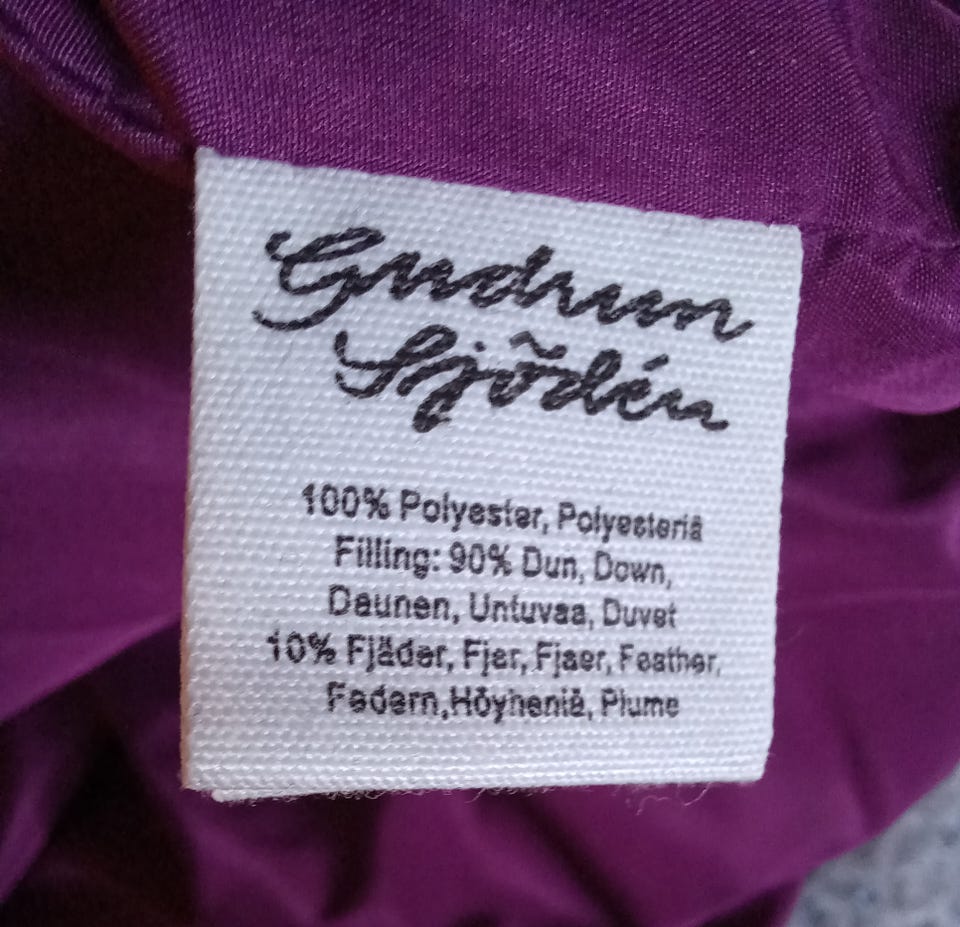 Gudrun
Sjödén
100% Polyester, Polyesteriä
Filling: 90% Dun, Down,
Daunen, Untuvaa, Duvet
10% Fjäder, Fjer, Fjaer, Feather,
Federn,Höyheniä, Plume